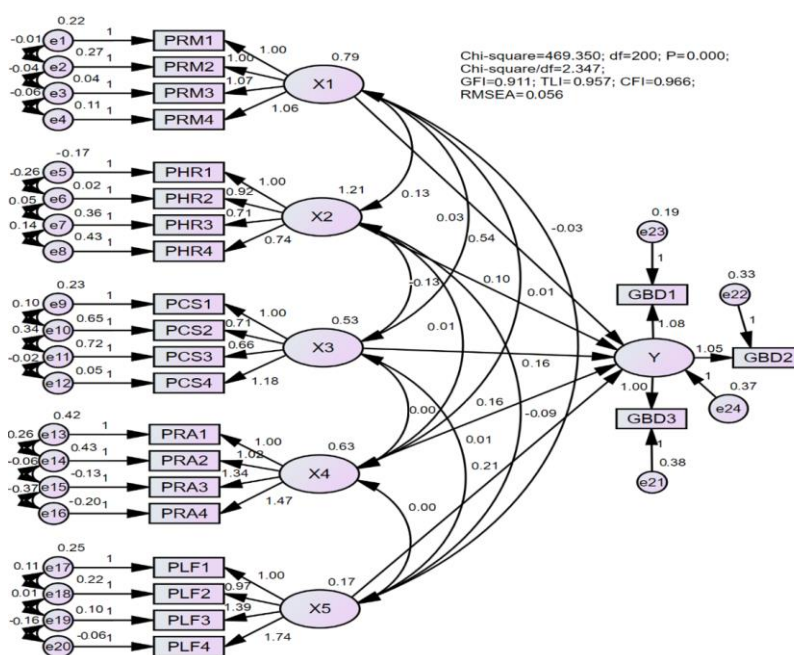 Chi-square=469.350; df=200; P=0.000;
Chi-square/df=2.347;
GFI=0.911; TLI=0.957; CFI=0.966;
RMSEA=0.056
0.22
-0.01
e1
1
PRM1
1.00
0.79
0.27
e2
1
PRM2
1.00
-0.04
0.04
e3
1
PRM3
1.07
X1
-0.06
0.11
e4
1
PRM4
1.06
-0.17
e5
1
PHR1
1.00
1.21
0.13
-0.26
0.02
e6
1
PHR2
0.92
X2
0.03
0.05
0.36
e7
1
PHR3
0.71
0.54
-0.03
0.14
0.43
e8
1
PHR4
0.74
0.19
e23
1
0.23
e9
1
PCS1
1.00
0.53
-0.13
0.10
0.01
GBD1
0.33
e22
1
0.10
0.65
e10
1
PCS2
0.71
X3
0.01
1.08
0.34
0.72
e11
1
PCS3
0.66
0.16
Y
1.05
GBD2
-0.02
0.05
e12
1
PCS4
1.18
1.00
1
0.37
e24
0.42
e13
1
PRA1
1.00
0.63
0.00
0.16
-0.09
GBD3
0.26
0.43
e14
1
PRA2
1.02
X4
0.01
1
-0.06
-0.13
e15
1
PRA3
1.34
0.21
0.38
e21
-0.37
-0.20
e16
1
PRA4
1.47
0.00
0.25
e17
1
PLF1
1.00
0.17
0.11
0.22
e18
1
PLF2
0.97
X5
0.01
0.10
e19
1
PLF3
1.39
-0.16
-0.06
e20
1
PLF4
1.74